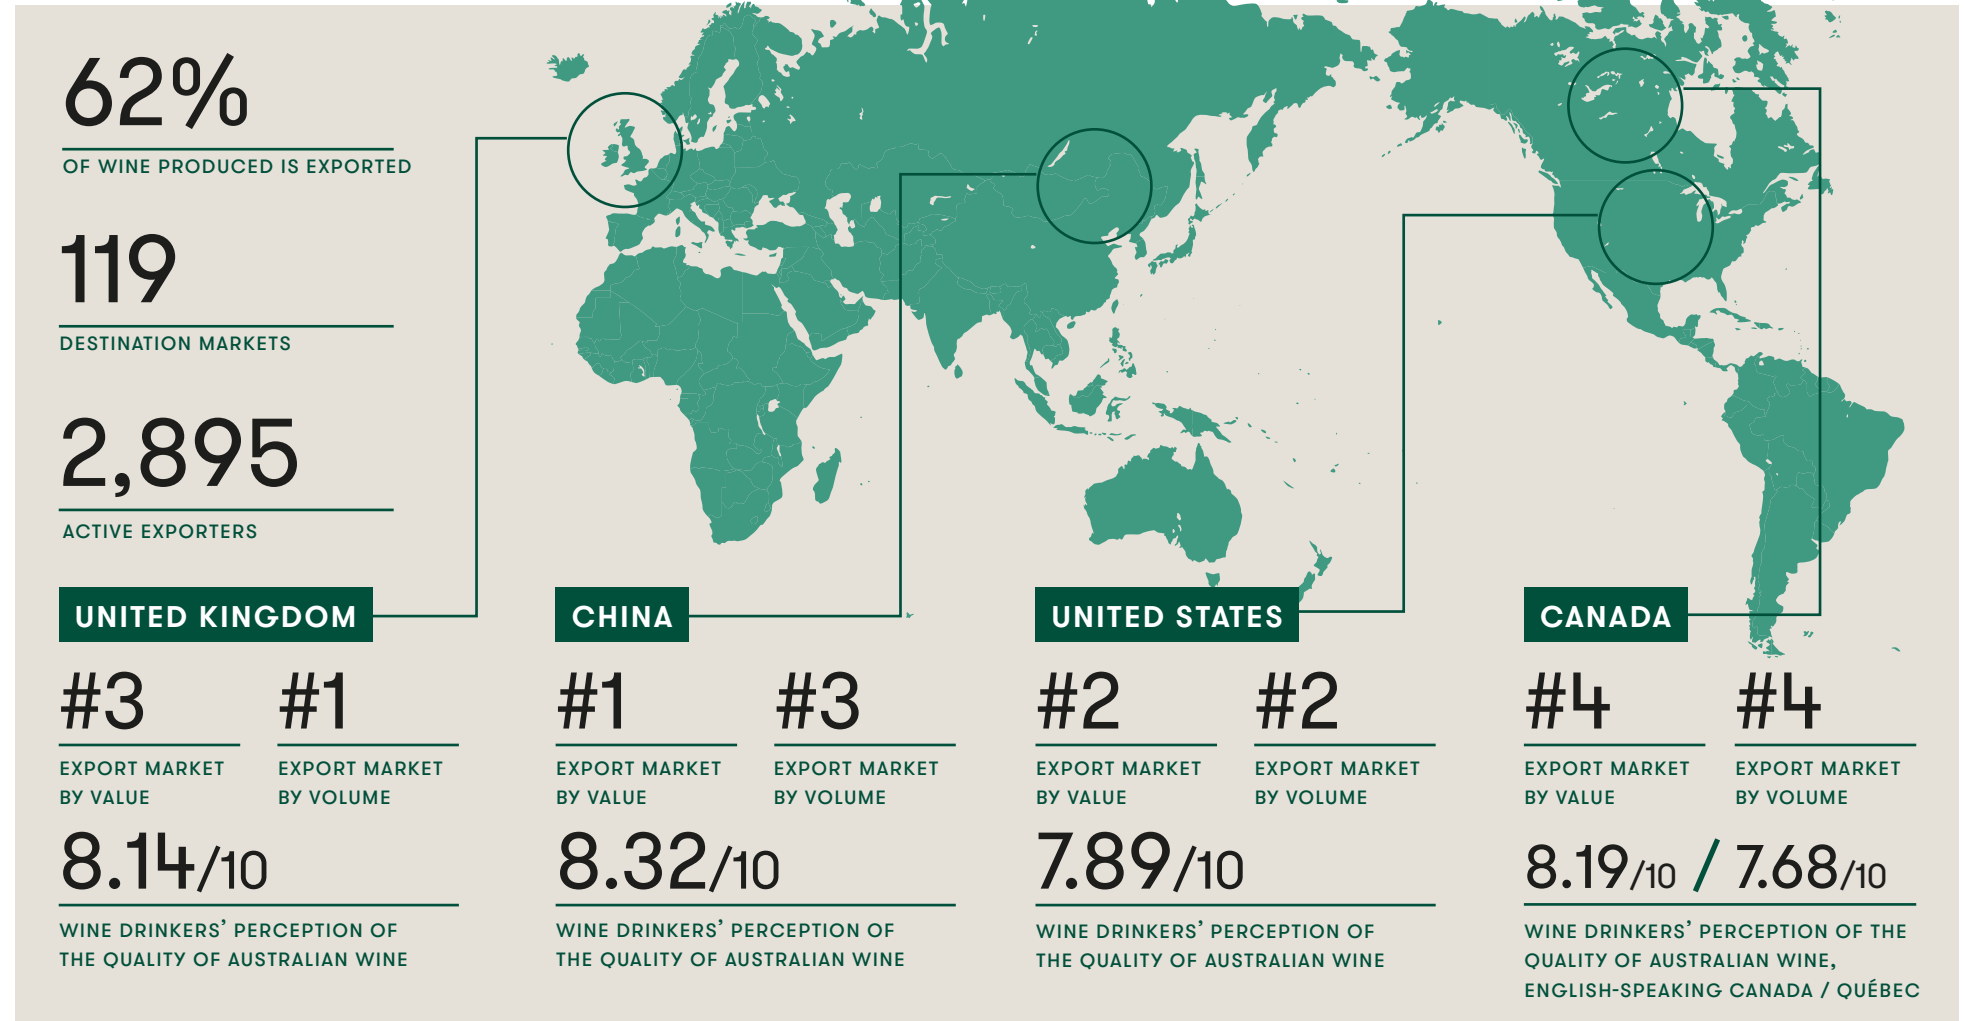 62%
OF WINE PRODUCED IS EXPORTED
119
DESTINATION MARKETS
2,895
ACTIVE EXPORTERS
UNITED KINGDOM
#3
EXPORT MARKET
BY VALUE
#1
EXPORT MARKET
BY VOLUME
8.14/10
WINE DRINKERS’ PERCEPTION OF
THE QUALITY OF AUSTRALIAN WINE
CHINA
#1
EXPORT MARKET
BY VALUE
#3
EXPORT MARKET
BY VOLUME
8.32/10
WINE DRINKERS’ PERCEPTION OF
THE QUALITY OF AUSTRALIAN WINE
UNITED STATES
#2
EXPORT MARKET
BY VALUE
#2
EXPORT MARKET
BY VOLUME
7.89/10
WINE DRINKERS’ PERCEPTION OF
THE QUALITY OF AUSTRALIAN WINE
CANADA
#4
EXPORT MARKET
BY VALUE
#4
EXPORT MARKET
BY VOLUME
8.19/10 / 7.68/10
WINE DRINKERS’ PERCEPTION OF THE
QUALITY OF AUSTRALIAN WINE,
ENGLISH-SPEAKING CANADA / QUÉBEC